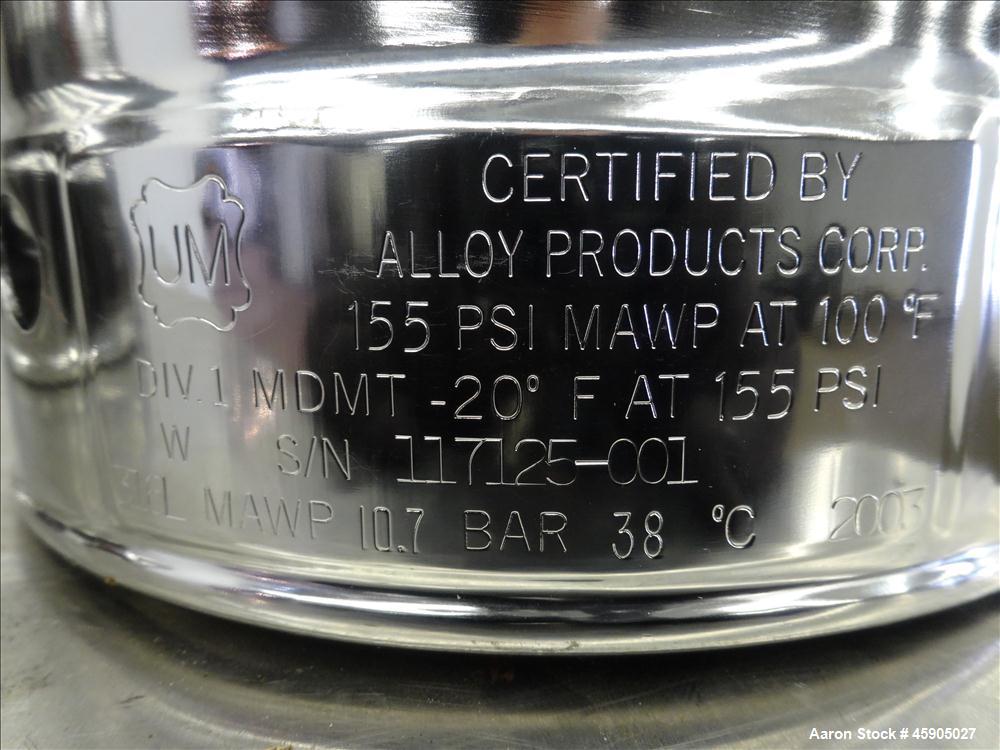 CERTIFIED BY
UM
ALLOY PRODUCTS CORP.
155 PSI MAWP AT 100 °F
DIV. 1 MDMT -20° F AT 155 PSI
W S/N 117125-001
316L MAWP 10.7 BAR 38 °C 2003
Aaron Stock # 45905027